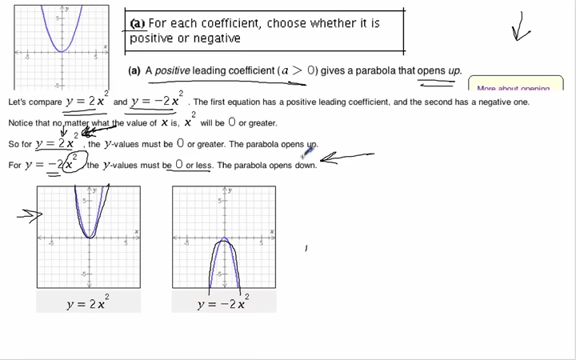 (a) For each coefficient, choose whether it is
positive or negative
(a) A positive leading coefficient (a > 0) gives a parabola that opens up.
More about opening
Let's compare y = 2x² and y = −2x². The first equation has a positive leading coefficient, and the second has a negative one.
Notice that no matter what the value of x is, x² will be 0 or greater.
So for y = 2x², the y-values must be 0 or greater. The parabola opens up.
For y = −2x² the y-values must be 0 or less. The parabola opens down.
y = 2x²
y = −2x²